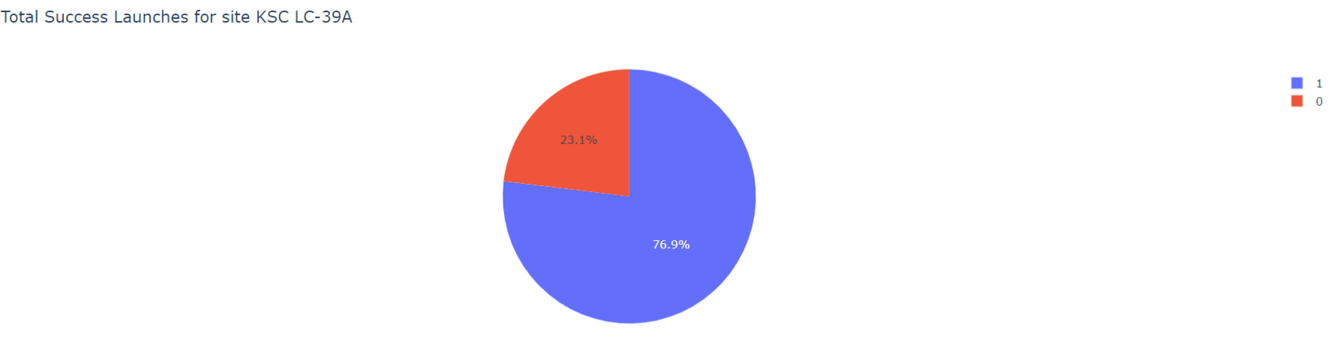 Total Success Launches for site KSC LC-39A
1
0
23.1%
76.9%